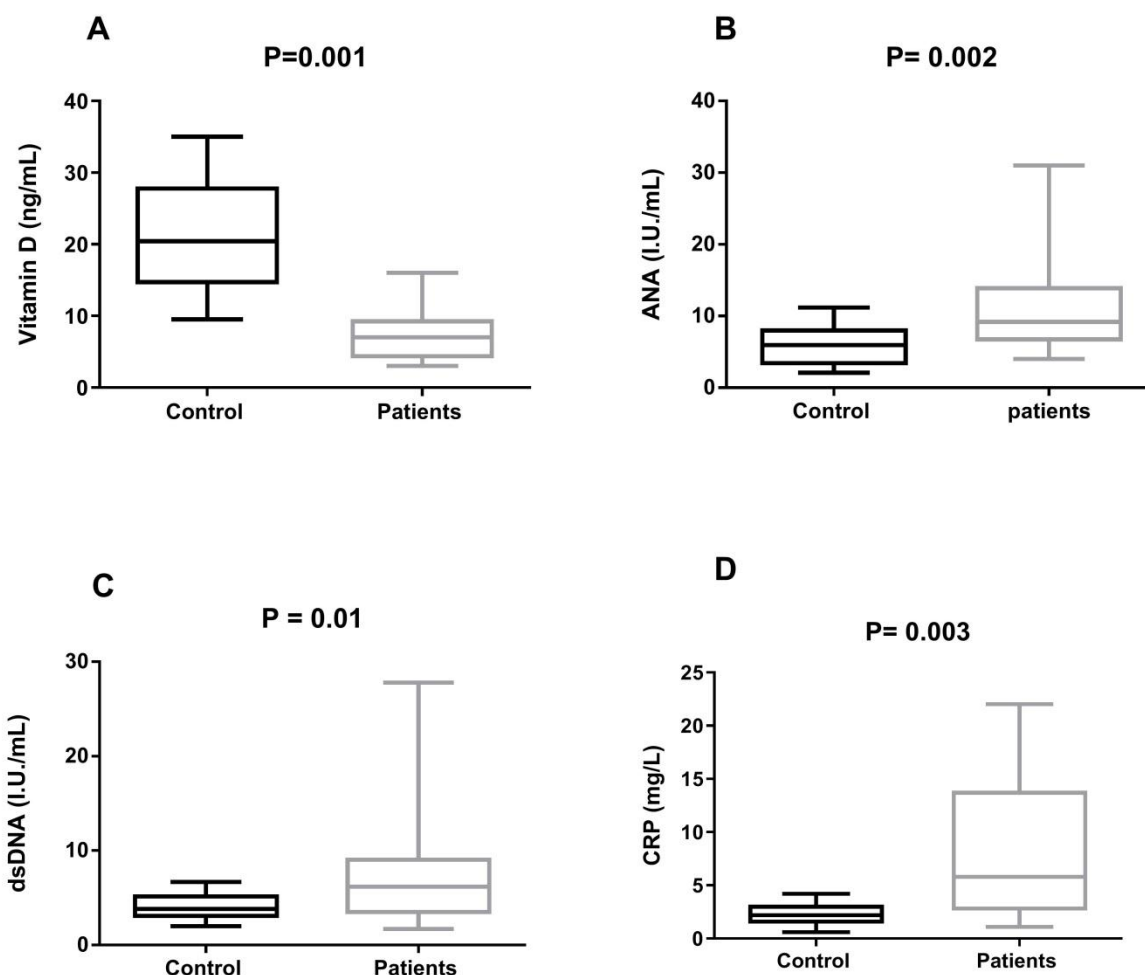 A
P=0.001
Vitamin D (ng/mL)
40
30
20
10
0
Control Patients
B
P= 0.002
ANA (I.U./mL)
40
30
20
10
0
Control patients
C
P = 0.01
dsDNA (I.U./mL)
30
20
10
0
Control Patients
D
P= 0.003
CRP (mg/L)
25
20
15
10
5
0
Control Patients